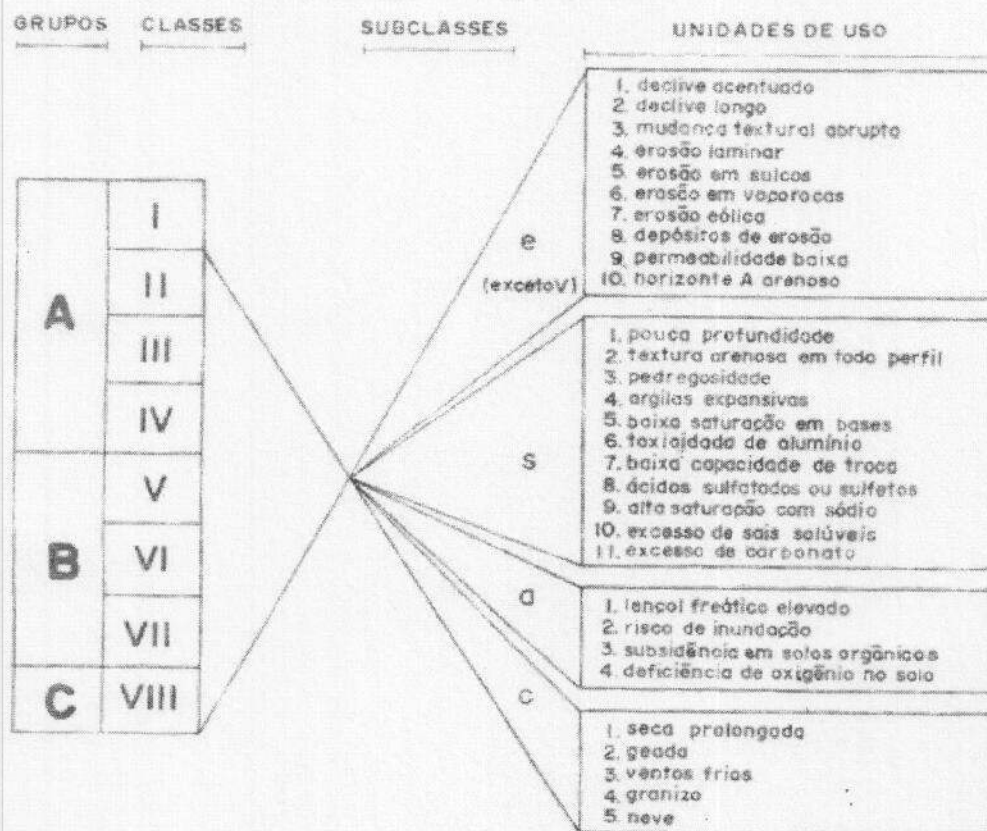 GRUPOS CLASSES SUBCLASSES UNIDADES DE USO
A
I
II
III
IV
B
V
VI
VII
C
VIII
e
(exceto V)
1. declive acentuado
2. declive longo
3. mudança textural abrupta
4. erosão laminar
5. erosão em sulcos
6. erosão em voçorocas
7. erosão eólica
8. depósitos de erosão
9. permeabilidade baixa
10. horizonte A arenoso
s
1. pouca profundidade
2. textura arenosa em todo perfil
3. pedregosidade
4. argilas expansivas
5. baixa saturação em bases
6. toxicidade de alumínio
7. baixa capacidade de troca
8. ácidos sulfatados ou sulfetos
9. alta saturação com sódio
10. excesso de sais solúveis
11. excesso de carbonato
a
1. lençol freático elevado
2. risco de inundação
3. subsidência em solos orgânicos
4. deficiência de oxigênio no solo
c
1. seca prolongada
2. geada
3. ventos frios
4. granizo
5. neve